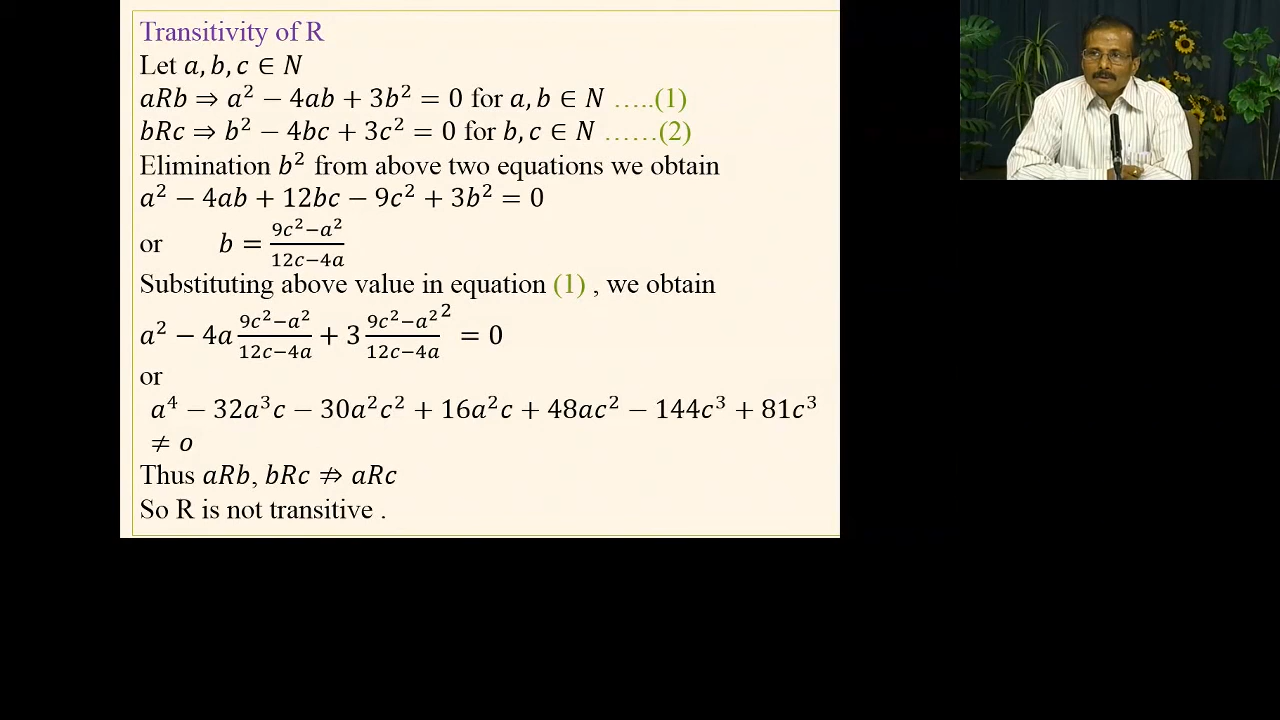 Transitivity of R
Let a, b, c ∈ N
aRb ⇒ a² − 4ab + 3b² = 0 for a, b ∈ N …..(1)
bRc ⇒ b² − 4bc + 3c² = 0 for b, c ∈ N ……(2)
Elimination b² from above two equations we obtain
a² − 4ab + 12bc − 9c² + 3b² = 0
or b = \frac{9c²−a²}{12c−4a}
Substituting above value in equation (1) , we obtain
a² − 4a \frac{9c²−a²}{12c−4a} + 3 \frac{9c²−a²}{12c−4a}² = 0
or
a⁴ − 32a³c − 30a²c² + 16a²c + 48ac² − 144c³ + 81c³
≠ o
Thus aRb, bRc ⇏ aRc
So R is not transitive .